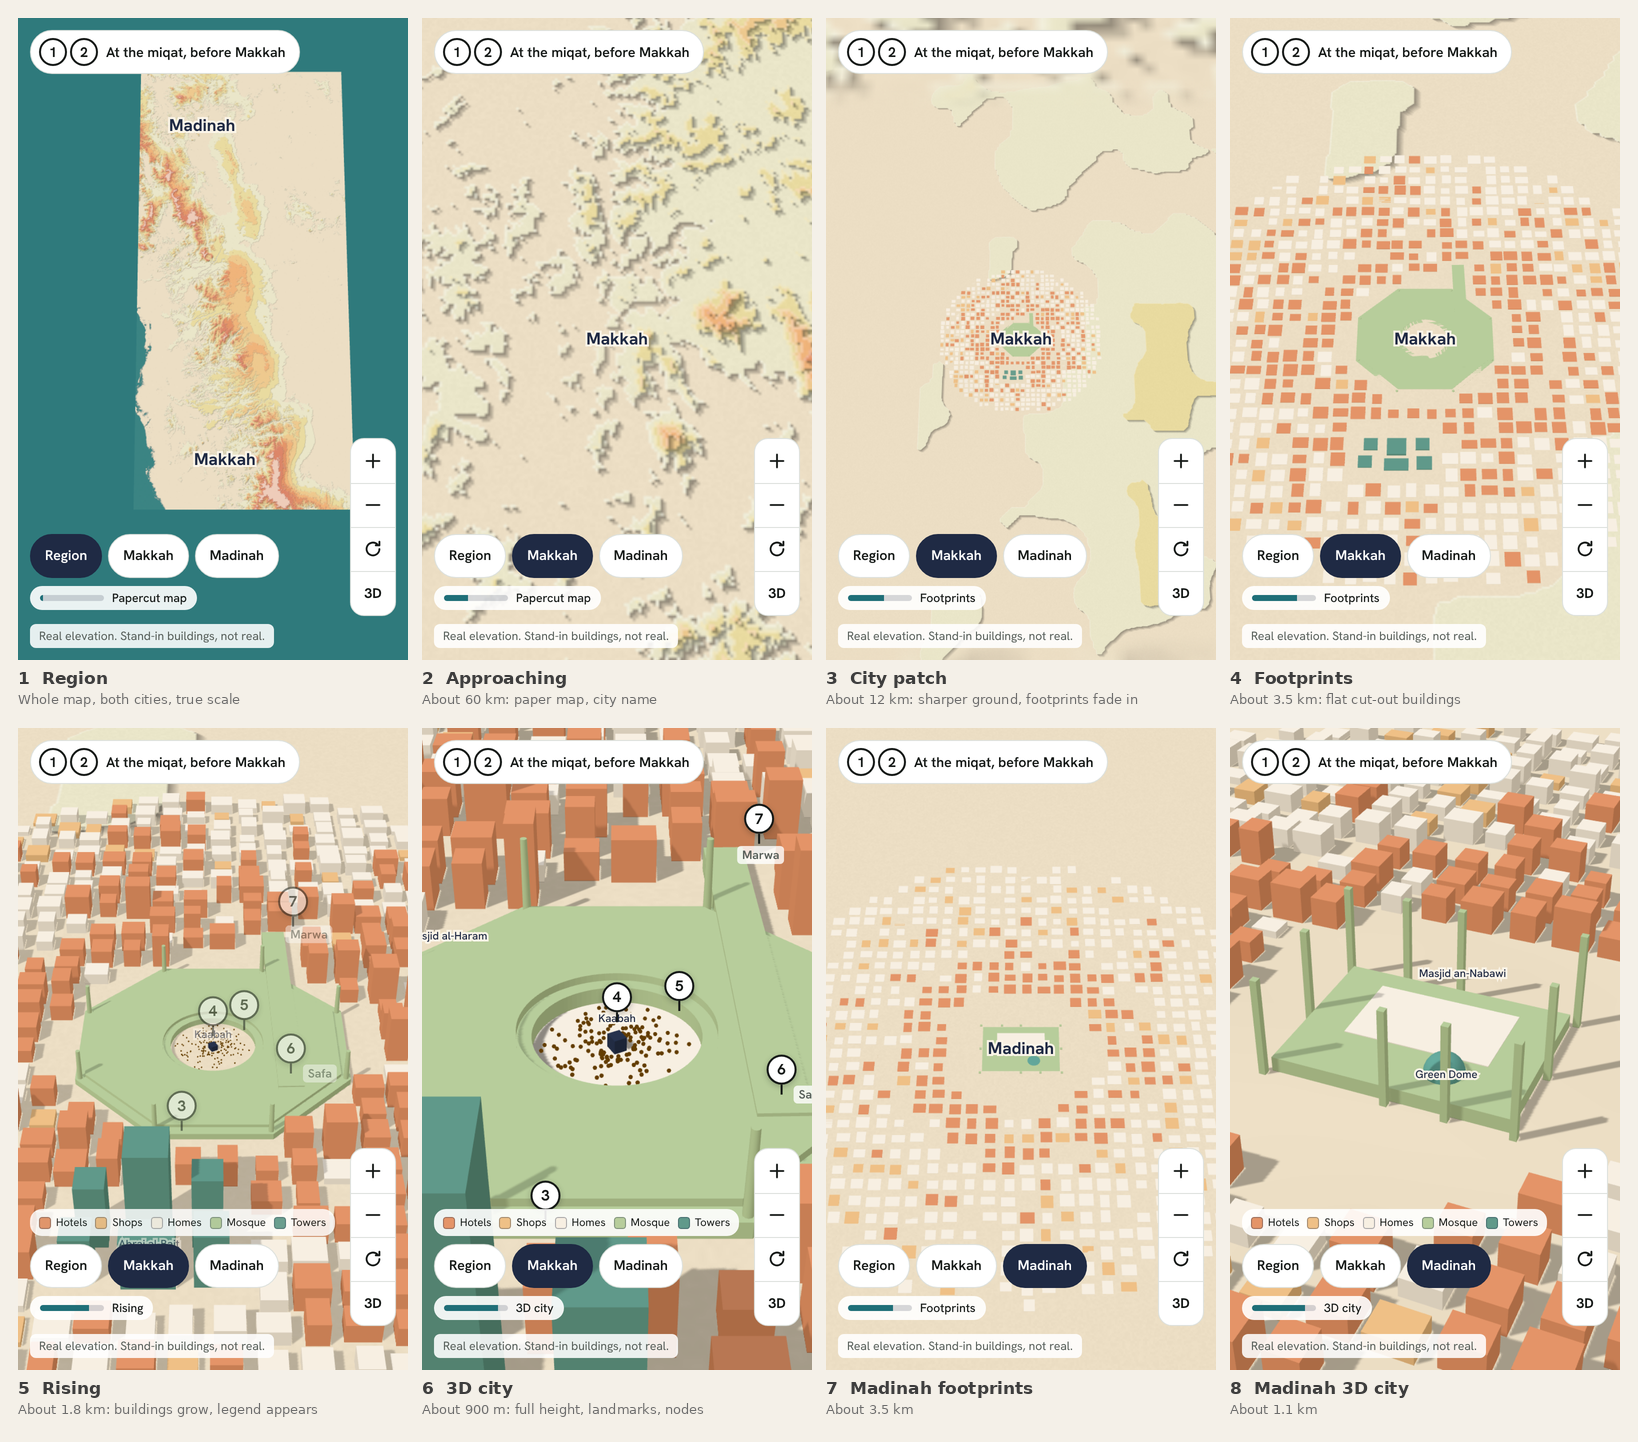 1 2 At the miqat, before Makkah
Madinah
Makkah
+
−
3D
Region Makkah Madinah
Papercut map
Real elevation. Stand-in buildings, not real.
1 Region
Whole map, both cities, true scale
1 2 At the miqat, before Makkah
Makkah
+
−
3D
Region Makkah Madinah
Papercut map
Real elevation. Stand-in buildings, not real.
2 Approaching
About 60 km: paper map, city name
1 2 At the miqat, before Makkah
Makkah
+
−
3D
Region Makkah Madinah
Footprints
Real elevation. Stand-in buildings, not real.
3 City patch
About 12 km: sharper ground, footprints fade in
1 2 At the miqat, before Makkah
Makkah
+
−
3D
Region Makkah Madinah
Footprints
Real elevation. Stand-in buildings, not real.
4 Footprints
About 3.5 km: flat cut-out buildings
1 2 At the miqat, before Makkah
7
Marwa
4 5
Kaabah
6
Safa
3
+
−
3D
Hotels Shops Homes Mosque Towers
Region Makkah Madinah
Rising
Real elevation. Stand-in buildings, not real.
5 Rising
About 1.8 km: buildings grow, legend appears
1 2 At the miqat, before Makkah
7
Marwa
sjid al-Haram
5
4
Kaabah
6
Sa
3
+
−
3D
Hotels Shops Homes Mosque Towers
Region Makkah Madinah
3D city
Real elevation. Stand-in buildings, not real.
6 3D city
About 900 m: full height, landmarks, nodes
1 2 At the miqat, before Makkah
Madinah
+
−
3D
Region Makkah Madinah
Footprints
Real elevation. Stand-in buildings, not real.
7 Madinah footprints
About 3.5 km
1 2 At the miqat, before Makkah
Masjid an-Nabawi
Green Dome
+
−
3D
Hotels Shops Homes Mosque Towers
Region Makkah Madinah
3D city
Real elevation. Stand-in buildings, not real.
8 Madinah 3D city
About 1.1 km